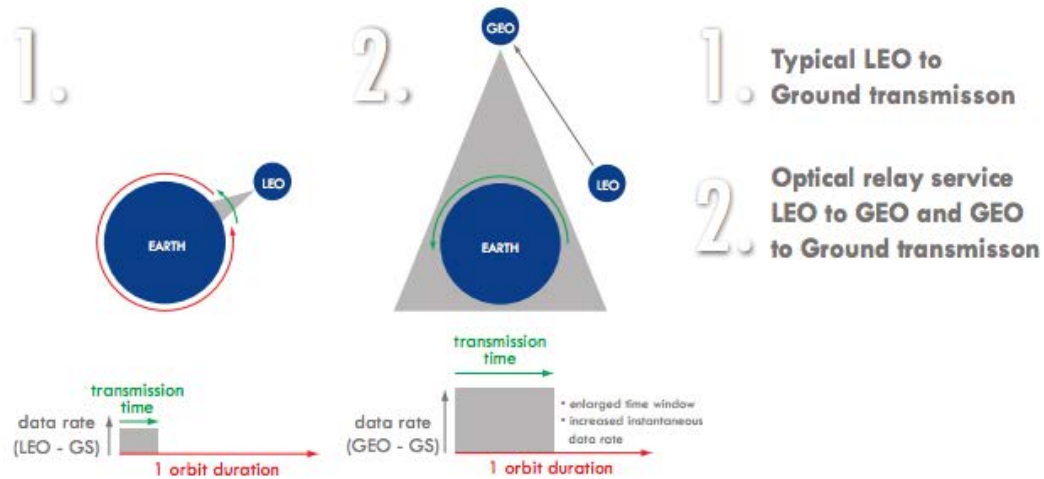 1.
2.
GEO
LEO
LEO
EARTH
EARTH
1. Typical LEO to
Ground transmisson
2. Optical relay service
LEO to GEO and GEO
to Ground transmisson
transmission
time
data rate
(LEO - GS)
1 orbit duration
transmission
time
data rate
(GEO - GS)
• enlarged time window
• increased instantaneous
data rate
1 orbit duration